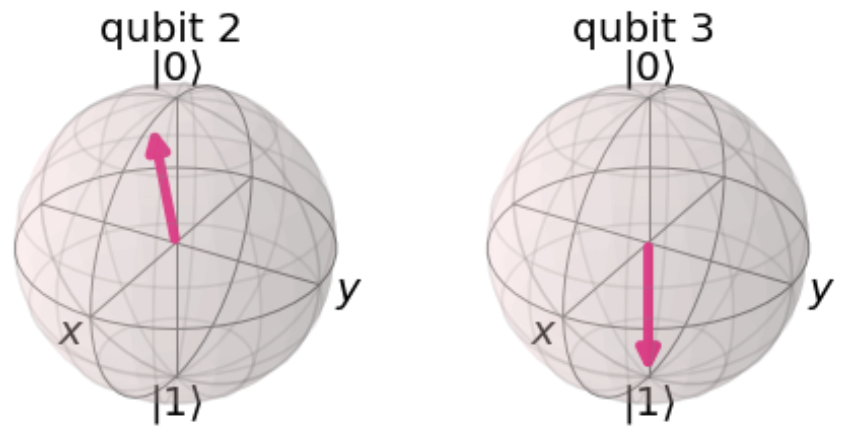 qubit 2
|0⟩
x
y
|1⟩
qubit 3
|0⟩
x
y
|1⟩